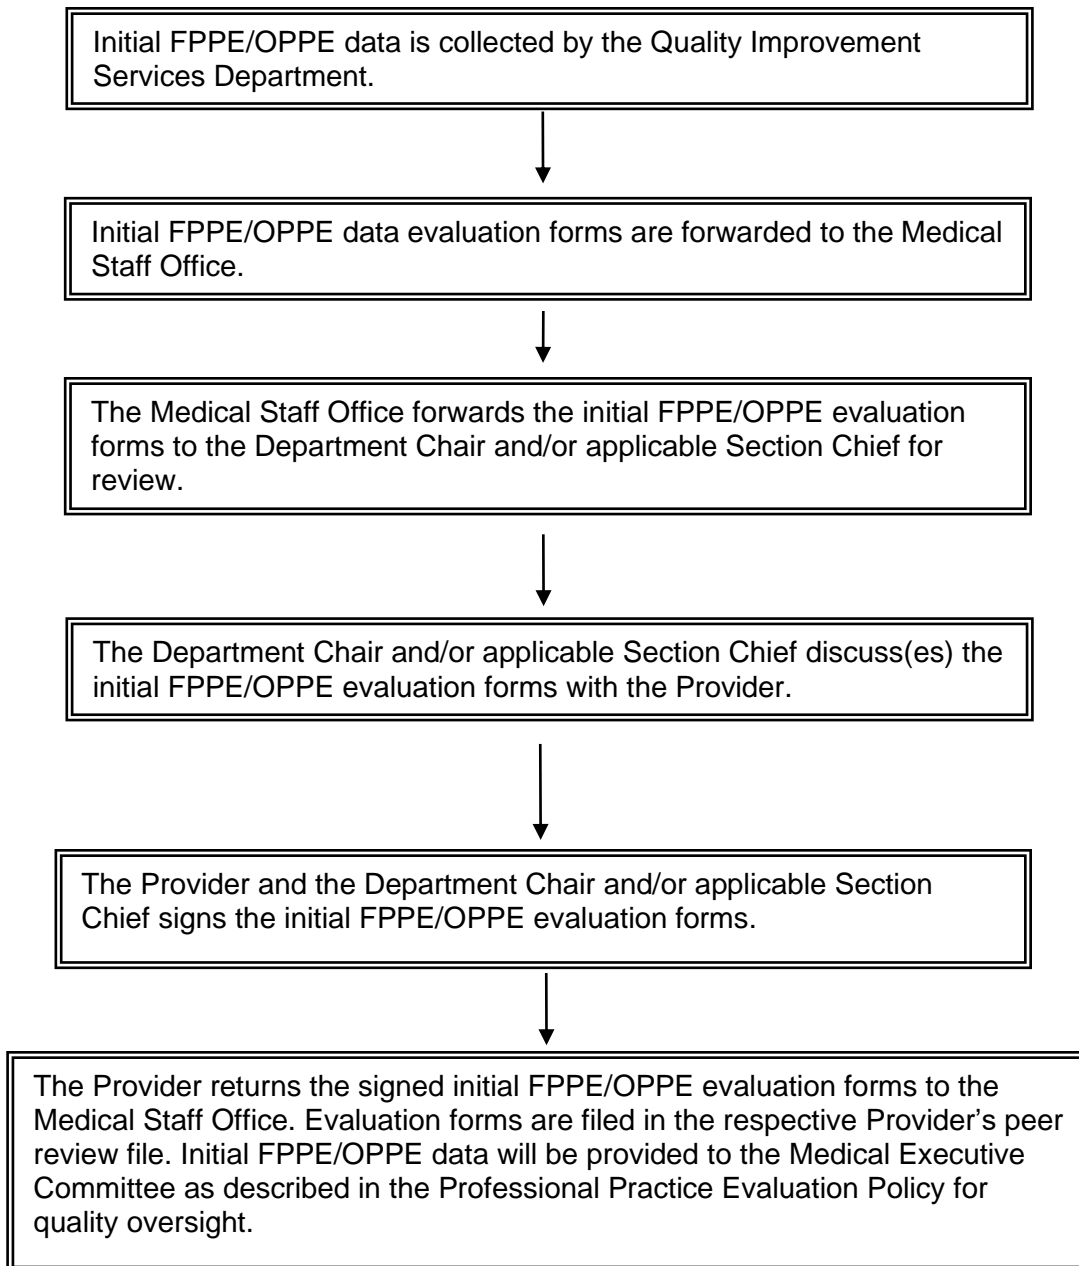 Initial FPPE/OPPE data is collected by the Quality Improvement
Services Department.
Initial FPPE/OPPE data evaluation forms are forwarded to the Medical
Staff Office.
The Medical Staff Office forwards the initial FPPE/OPPE evaluation
forms to the Department Chair and/or applicable Section Chief for
review.
The Department Chair and/or applicable Section Chief discuss(es) the
initial FPPE/OPPE evaluation forms with the Provider.
The Provider and the Department Chair and/or applicable Section
Chief signs the initial FPPE/OPPE evaluation forms.
The Provider returns the signed initial FPPE/OPPE evaluation forms to the
Medical Staff Office. Evaluation forms are filed in the respective Provider's peer
review file. Initial FPPE/OPPE data will be provided to the Medical Executive
Committee as described in the Professional Practice Evaluation Policy for
quality oversight.